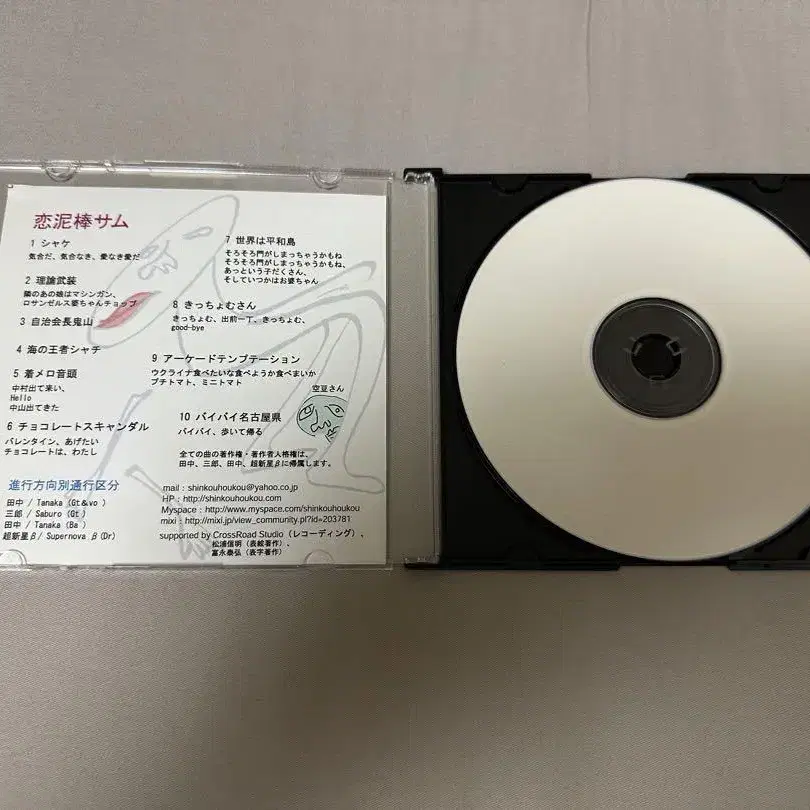 恋泥棒サム
1 シャケ
気合だ、気合なき、愛なき愛だ
2 理論武装
隣のあの娘はマシンガン、
ロサンゼルス婆ちゃんチョップ
3 自治会長鬼山
4 海の王者シャチ
5 着メロ音頭
中村出て来い、
Hello
中山出てきた
6 チョコレートスキャンダル
バレンタイン、あげたい
チョコレートは、わたし
7 世界は平和島
そろそろ門がしまっちゃうかもね
そろそろ門がしまっちゃうかもね、
あっという子だくさん、
そしていつかはお婆ちゃん
8 きっちょむさん
きっちょむ、出前一丁、きっちょむ、
good-bye
9 アーケードテンプテーション
ウクライナ食べたいな食べようか食べまいか
プチトマト、ミニトマト
空豆さん
10 バイバイ名古屋県
バイバイ、歩いて帰る
全ての曲の著作権・著作者人格権は、
田中、三郎、田中、超新星βに帰属します。
進行方向別通行区分
田中 / Tanaka (Gt&vo )
三郎 / Saburo (Gt )
田中 / Tanaka (Ba )
超新星β/ Supernova β (Dr)
mail : shinkouhoukou@yahoo.co.jp
HP : http://shinkouhoukou.com
Myspace : http://www.myspace.com/shinkouhoukou
mixi : http://mixi.jp/view_community.pl?id=203781
supported by CrossRoad Studio (レコーディング) 、
松浦信明 (表絵著作) 、
富永泰弘 (表字著作)